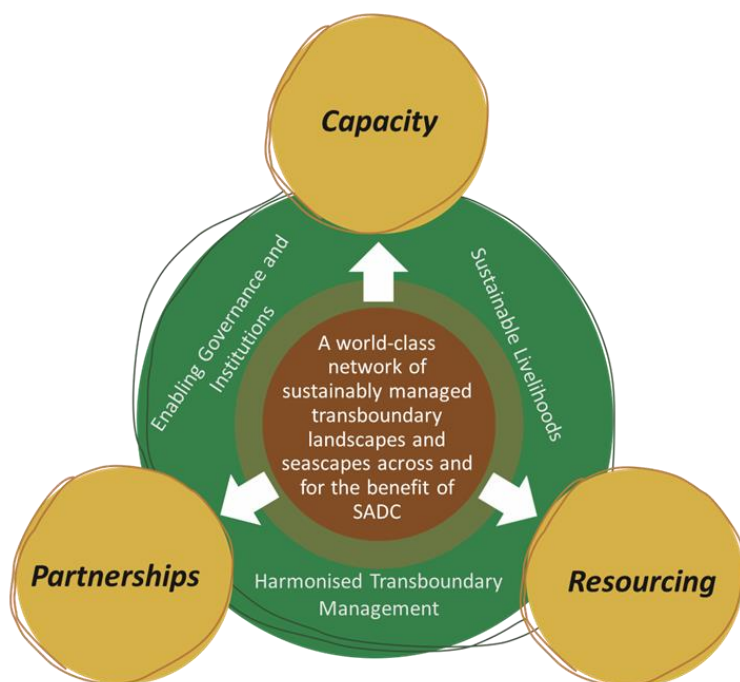 Capacity
Enabling Governance and
Institutions
Sustainable Livelihoods
A world-class
network of
sustainably managed
transboundary
landscapes and
seascapes across and
for the benefit of
SADC
Partnerships
Harmonised Transboundary
Management
Resourcing